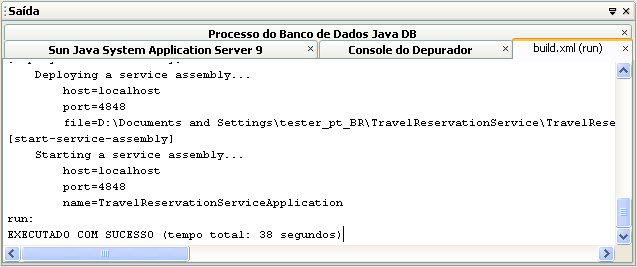 Saída
Processo do Banco de Dados Java DB
Sun Java System Application Server 9
Console do Depurador
build.xml (run)
Deploying a service assembly...
host=localhost
port=4848
file=D:\Documents and Settings\tester_pt_BR\TravelReservationService\TravelRese
[start-service-assembly]
Starting a service assembly...
host=localhost
port=4848
name=TravelReservationServiceApplication
run:
EXECUTADO COM SUCESSO (tempo total: 38 segundos)